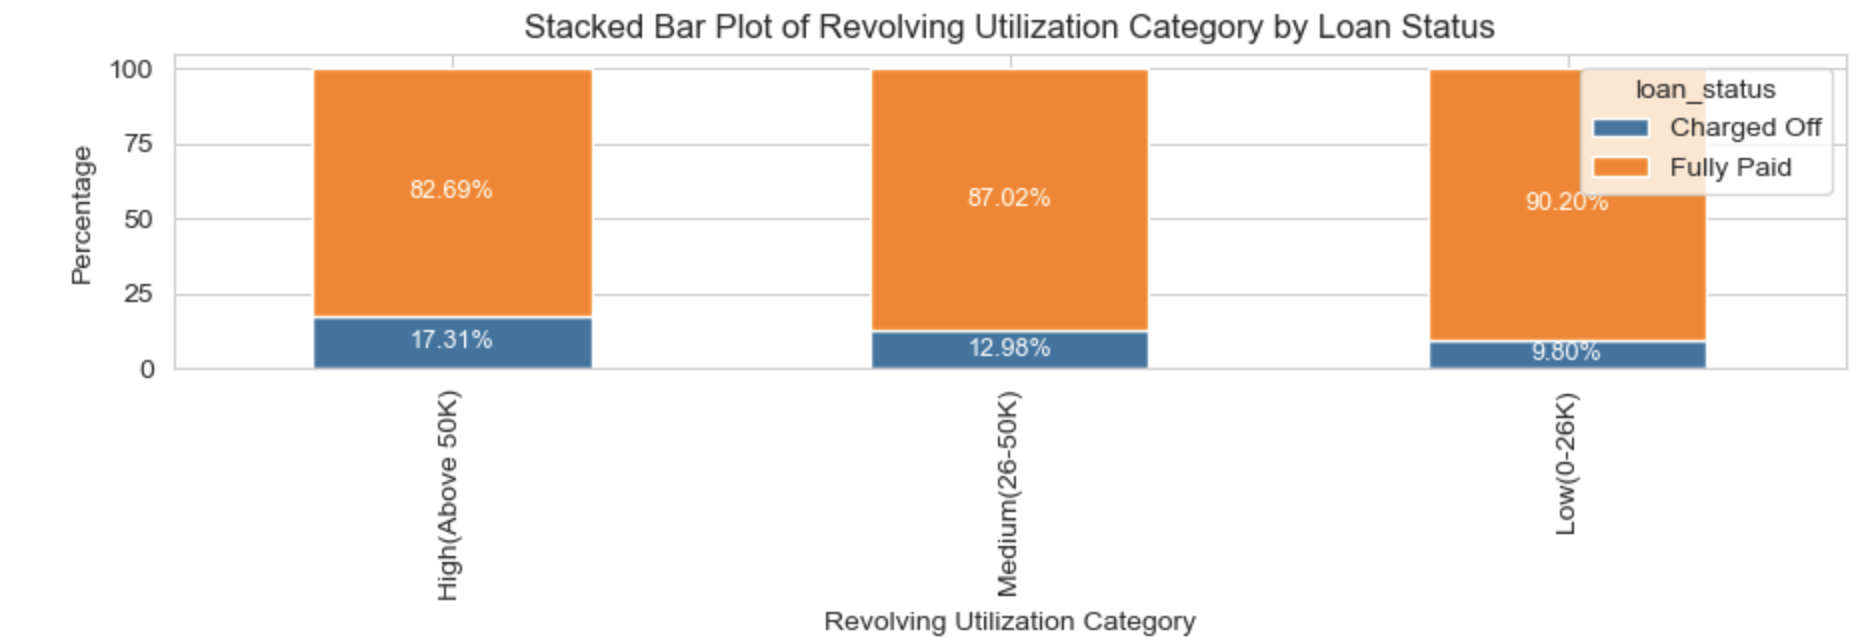 Stacked Bar Plot of Revolving Utilization Category by Loan Status
Percentage
100
75
50
25
0
82.69%
17.31%
87.02%
12.98%
90.20%
9.80%
loan_status
Charged Off
Fully Paid
High(Above 50K)
Medium(26-50K)
Low(0-26K)
Revolving Utilization Category